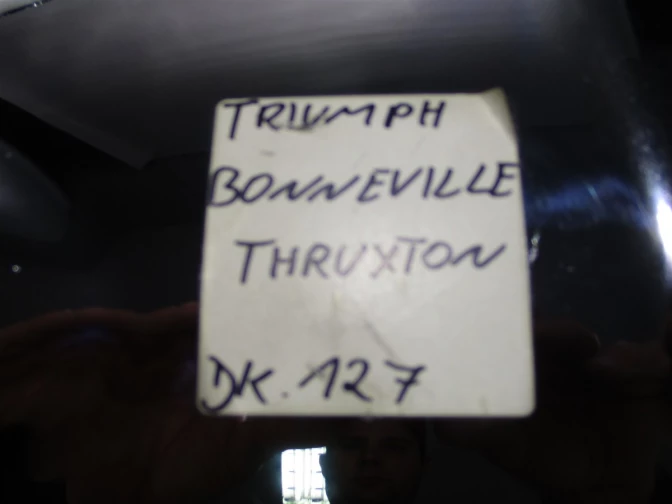 TRIUMPH
BONNEVILLE
THRUXTON
DK. 127